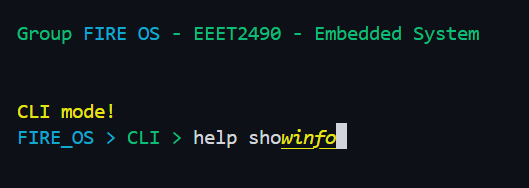 Group FIRE OS - EEET2490 - Embedded System
CLI mode!
FIRE_OS > CLI > help showinfo